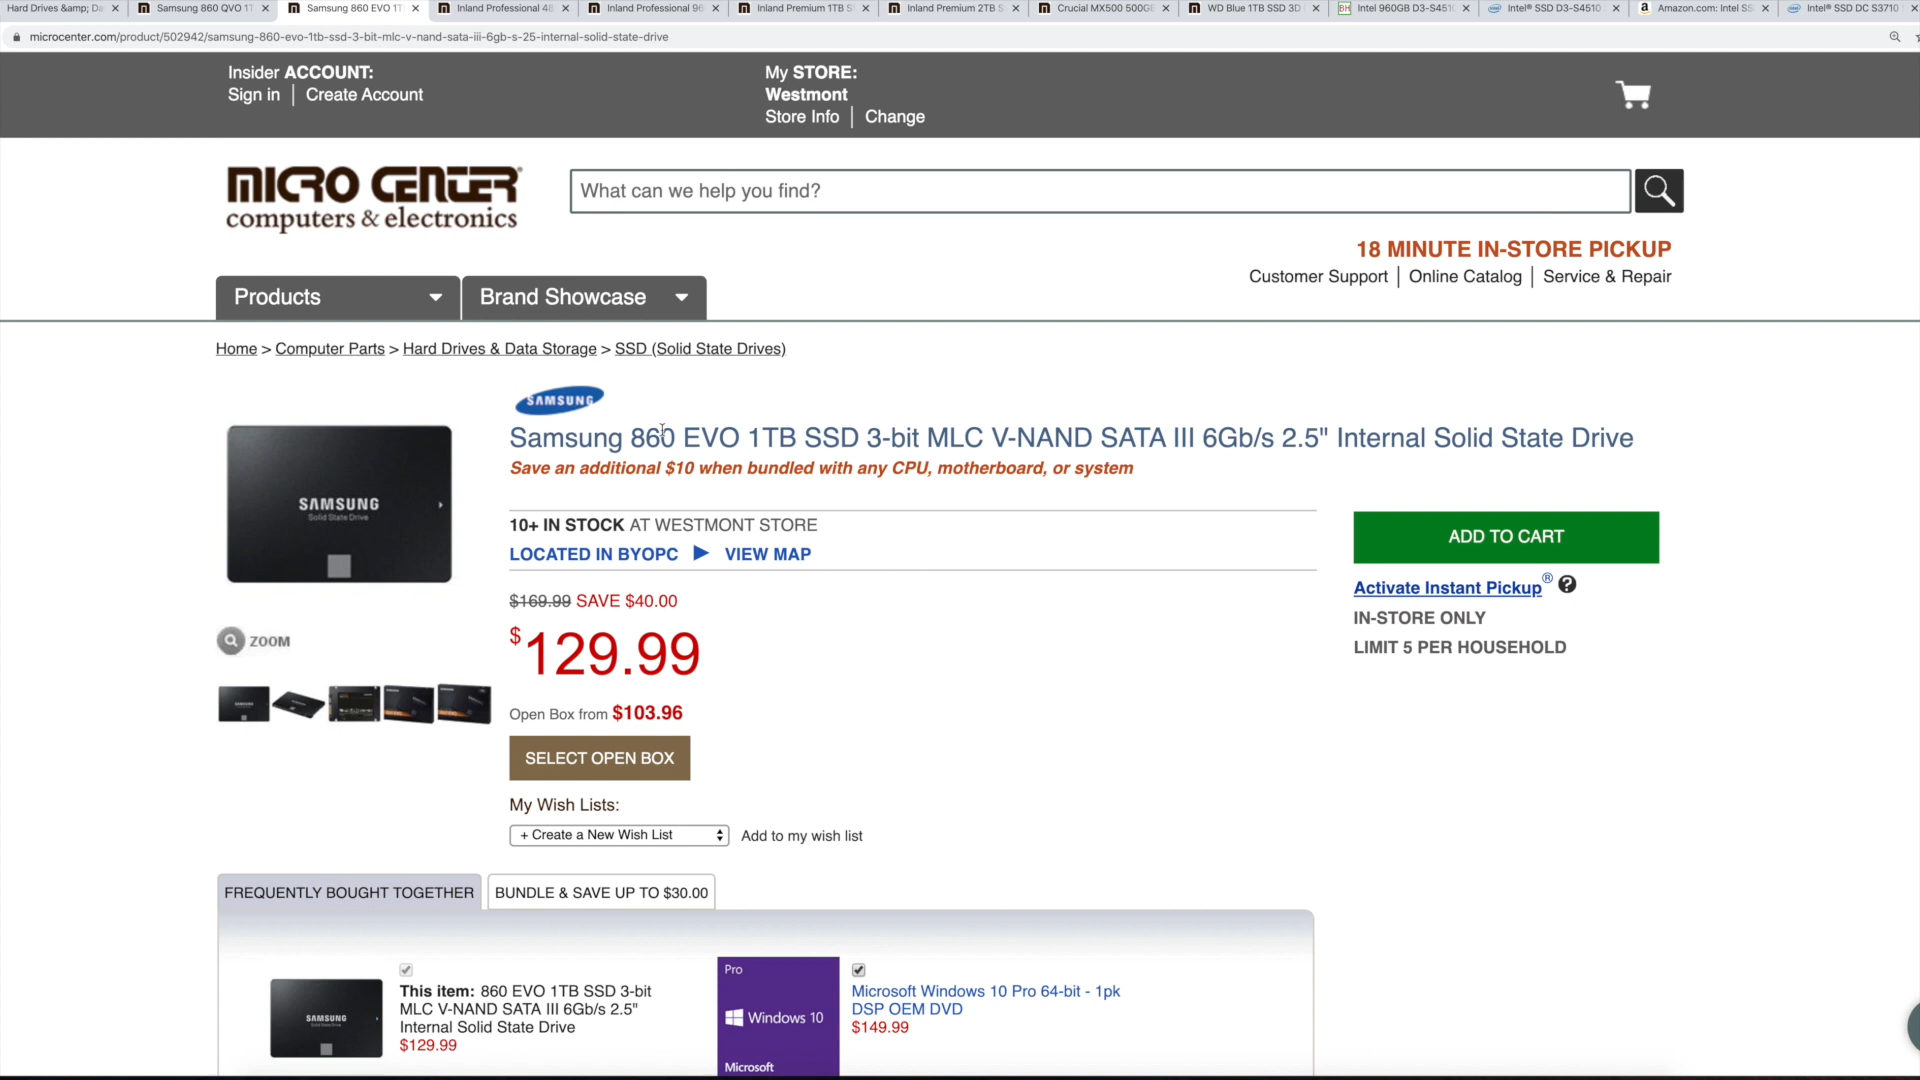 Hard Drives &amp; Da
Samsung 860 QVO 1T
Samsung 860 EVO 1T
Inland Professional 48
Inland Professional 96
Inland Premium 1TB S
Inland Premium 2TB S
Crucial MX500 500GE
WD Blue 1TB SSD 3D
Intel 960GB D3-S451
Intel® SSD D3-S4510
Amazon.com: Intel SS
Intel® SSD DC S3710
microcenter.com/product/502942/samsung-860-evo-1tb-ssd-3-bit-mlc-v-nand-sata-iii-6gb-s-25-internal-solid-state-drive
Insider ACCOUNT:
Sign in | Create Account
My STORE:
Westmont
Store Info | Change
MICRO CENTER
computers & electronics
What can we help you find?
18 MINUTE IN-STORE PICKUP
Customer Support | Online Catalog | Service & Repair
Products
Brand Showcase
Home > Computer Parts > Hard Drives & Data Storage > SSD (Solid State Drives)
SAMSUNG
Samsung 860 EVO 1TB SSD 3-bit MLC V-NAND SATA III 6Gb/s 2.5" Internal Solid State Drive
Save an additional $10 when bundled with any CPU, motherboard, or system
SAMSUNG
Solid State Drive
10+ IN STOCK AT WESTMONT STORE
LOCATED IN BYOPC ▶ VIEW MAP
ADD TO CART
Activate Instant Pickup® ?
IN-STORE ONLY
LIMIT 5 PER HOUSEHOLD
$169.99 SAVE $40.00
$129.99
ZOOM
Open Box from $103.96
SELECT OPEN BOX
My Wish Lists:
+ Create a New Wish List
Add to my wish list
FREQUENTLY BOUGHT TOGETHER
BUNDLE & SAVE UP TO $30.00
SAMSUNG
Solid State Drive
This item: 860 EVO 1TB SSD 3-bit
MLC V-NAND SATA III 6Gb/s 2.5"
Internal Solid State Drive
$129.99
Pro
Windows 10
Microsoft
Microsoft Windows 10 Pro 64-bit - 1pk
DSP OEM DVD
$149.99